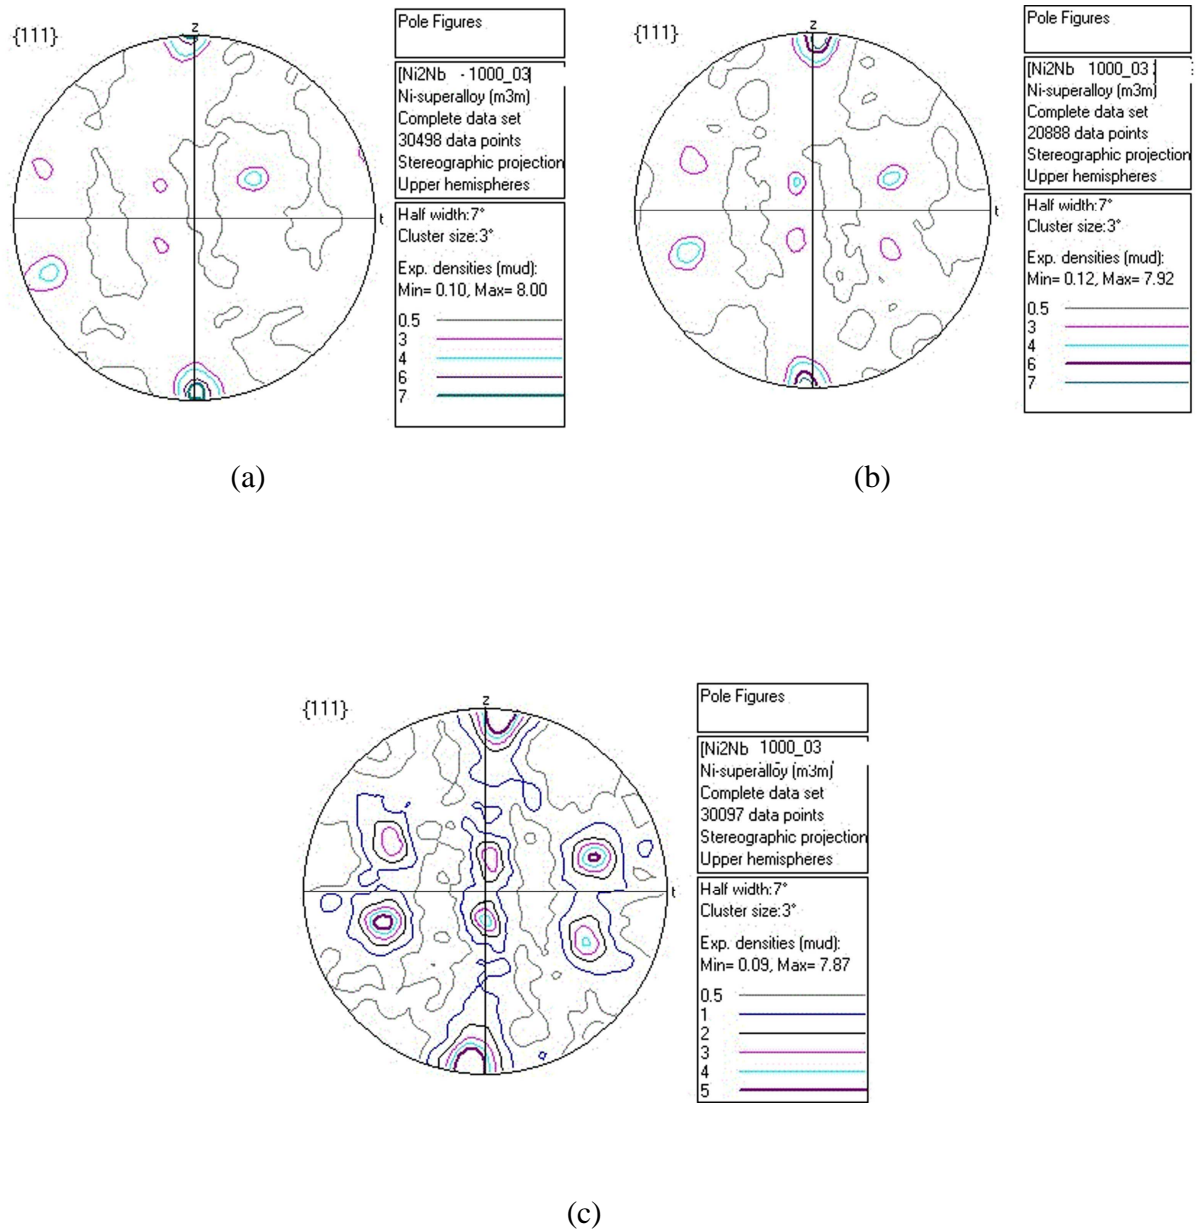 {111}
z
t
Pole Figures
[Ni2Nb - 1000_03]
Ni-superalloy (m3m)
Complete data set
30498 data points
Stereographic projection
Upper hemispheres
Half width:7°
Cluster size:3°
Exp. densities (mud):
Min= 0.10, Max= 8.00
0.5
3
4
6
7
(a)
{111}
z
t
Pole Figures
[Ni2Nb 1000_03
Ni-superalloy (m3m)
Complete data set
20888 data points
Stereographic projection
Upper hemispheres
Half width:7°
Cluster size:3°
Exp. densities (mud):
Min= 0.12, Max= 7.92
0.5
3
4
6
7
(b)
{111}
z
t
Pole Figures
[Ni2Nb 1000_03
Ni-superalloy (m3m)
Complete data set
30097 data points
Stereographic projection
Upper hemispheres
Half width:7°
Cluster size:3°
Exp. densities (mud):
Min= 0.09, Max= 7.87
0.5
1
2
3
4
5
(c)